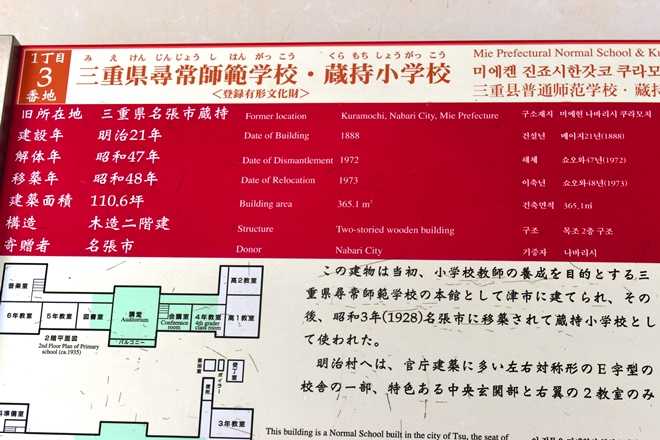 1丁目
3
番地
み え けん じんじょう し はん がっ こう くら もち しょうがっ こう
三重県尋常師範学校・蔵持小学校
＜登録有形文化財＞
Mie Prefectural Normal School & Ku
미에켄 진죠시한갓코 쿠라모
三重县普通师范学校・藏持
旧所在地 三重県名張市蔵持 Former location Kuramochi, Nabari City, Mie Prefecture 구소재지 미에현 나바리시 쿠라모치
建設年 明治21年 Date of Building 1888 건설년 메이지21년(1888)
解体年 昭和47年 Date of Dismantlement 1972 해체 쇼오와47년(1972)
移築年 昭和48年 Date of Relocation 1973 이축년 쇼오와48년(1973)
建築面積 110.6坪 Building area 365.1㎡ 건축면적 365.1㎡
構造 木造二階建 Structure Two-storied wooden building 구조 목조 2층 구조
寄贈者 名張市 Donor Nabari City 기증자 나바리시
音楽室
高2教室
6年教室 5年教室 図書室 講堂 Auditorium 会議室 Conference room 4年教室 4th grader class room 高1教室
バルコニー
2階平面図
2nd Floor Plan of Primary
school (ca.1935)
ボイラー
3年教室
この建物は当初、小学校教師の養成を目的とする三
重県尋常師範学校の本館として津市に建てられ、その
後、昭和3年(1928)名張市に移築されて蔵持小学校とし
て使われた。
明治村へは、官庁建築に多い左右対称形のE字型の
校舎の一部、特色ある中央玄関部と右翼の2教室のみ
This building is a Normal School built in the city of Tsu, the seat of